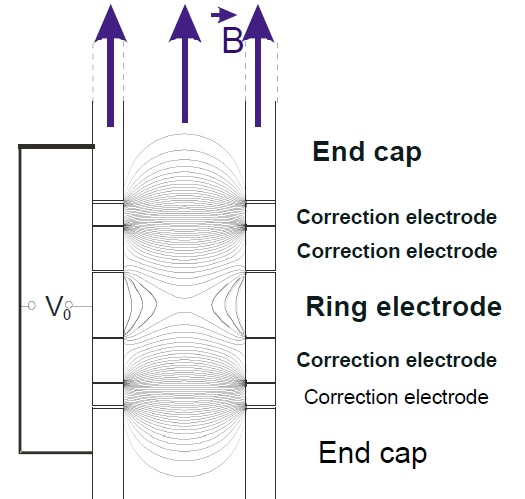 B
End cap
Correction electrode
Correction electrode
V₀
Ring electrode
Correction electrode
Correction electrode
End cap